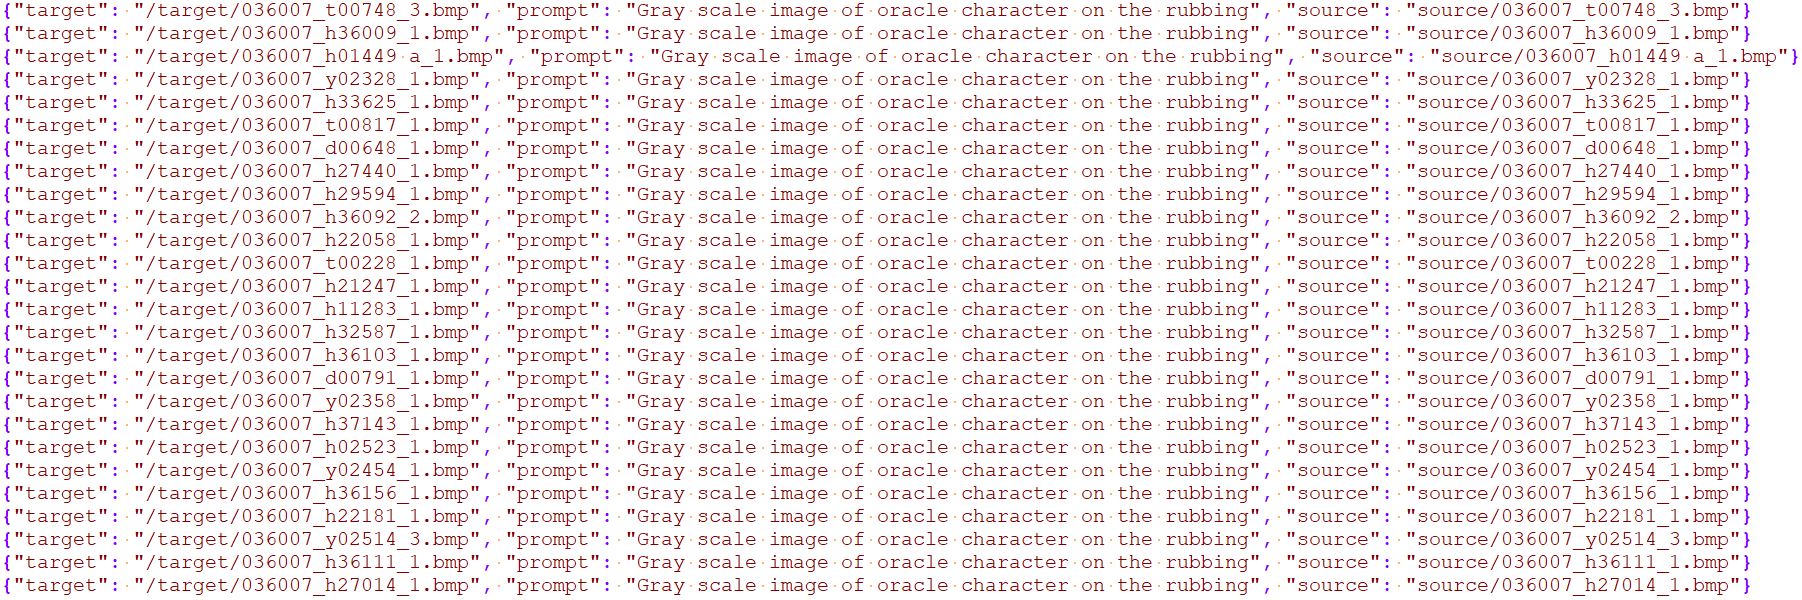 {"target": "/target/036007_t00748_3.bmp", "prompt": "Gray scale image of oracle character on the rubbing", "source": "source/036007_t00748_3.bmp"}
{"target": "/target/036007_h36009_1.bmp", "prompt": "Gray scale image of oracle character on the rubbing", "source": "source/036007_h36009_1.bmp"}
{"target": "/target/036007_h01449 a_1.bmp", "prompt": "Gray scale image of oracle character on the rubbing", "source": "source/036007_h01449 a_1.bmp"}
{"target": "/target/036007_y02328_1.bmp", "prompt": "Gray scale image of oracle character on the rubbing", "source": "source/036007_y02328_1.bmp"}
{"target": "/target/036007_h33625_1.bmp", "prompt": "Gray scale image of oracle character on the rubbing", "source": "source/036007_h33625_1.bmp"}
{"target": "/target/036007_t00817_1.bmp", "prompt": "Gray scale image of oracle character on the rubbing", "source": "source/036007_t00817_1.bmp"}
{"target": "/target/036007_d00648_1.bmp", "prompt": "Gray scale image of oracle character on the rubbing", "source": "source/036007_d00648_1.bmp"}
{"target": "/target/036007_h27440_1.bmp", "prompt": "Gray scale image of oracle character on the rubbing", "source": "source/036007_h27440_1.bmp"}
{"target": "/target/036007_h29594_1.bmp", "prompt": "Gray scale image of oracle character on the rubbing", "source": "source/036007_h29594_1.bmp"}
{"target": "/target/036007_h36092_2.bmp", "prompt": "Gray scale image of oracle character on the rubbing", "source": "source/036007_h36092_2.bmp"}
{"target": "/target/036007_h22058_1.bmp", "prompt": "Gray scale image of oracle character on the rubbing", "source": "source/036007_h22058_1.bmp"}
{"target": "/target/036007_t00228_1.bmp", "prompt": "Gray scale image of oracle character on the rubbing", "source": "source/036007_t00228_1.bmp"}
{"target": "/target/036007_h21247_1.bmp", "prompt": "Gray scale image of oracle character on the rubbing", "source": "source/036007_h21247_1.bmp"}
{"target": "/target/036007_h11283_1.bmp", "prompt": "Gray scale image of oracle character on the rubbing", "source": "source/036007_h11283_1.bmp"}
{"target": "/target/036007_h32587_1.bmp", "prompt": "Gray scale image of oracle character on the rubbing", "source": "source/036007_h32587_1.bmp"}
{"target": "/target/036007_h36103_1.bmp", "prompt": "Gray scale image of oracle character on the rubbing", "source": "source/036007_h36103_1.bmp"}
{"target": "/target/036007_d00791_1.bmp", "prompt": "Gray scale image of oracle character on the rubbing", "source": "source/036007_d00791_1.bmp"}
{"target": "/target/036007_y02358_1.bmp", "prompt": "Gray scale image of oracle character on the rubbing", "source": "source/036007_y02358_1.bmp"}
{"target": "/target/036007_h37143_1.bmp", "prompt": "Gray scale image of oracle character on the rubbing", "source": "source/036007_h37143_1.bmp"}
{"target": "/target/036007_h02523_1.bmp", "prompt": "Gray scale image of oracle character on the rubbing", "source": "source/036007_h02523_1.bmp"}
{"target": "/target/036007_y02454_1.bmp", "prompt": "Gray scale image of oracle character on the rubbing", "source": "source/036007_y02454_1.bmp"}
{"target": "/target/036007_h36156_1.bmp", "prompt": "Gray scale image of oracle character on the rubbing", "source": "source/036007_h36156_1.bmp"}
{"target": "/target/036007_h22181_1.bmp", "prompt": "Gray scale image of oracle character on the rubbing", "source": "source/036007_h22181_1.bmp"}
{"target": "/target/036007_y02514_3.bmp", "prompt": "Gray scale image of oracle character on the rubbing", "source": "source/036007_y02514_3.bmp"}
{"target": "/target/036007_h36111_1.bmp", "prompt": "Gray scale image of oracle character on the rubbing", "source": "source/036007_h36111_1.bmp"}
{"target": "/target/036007_h27014_1.bmp", "prompt": "Gray scale image of oracle character on the rubbing", "source": "source/036007_h27014_1.bmp"}